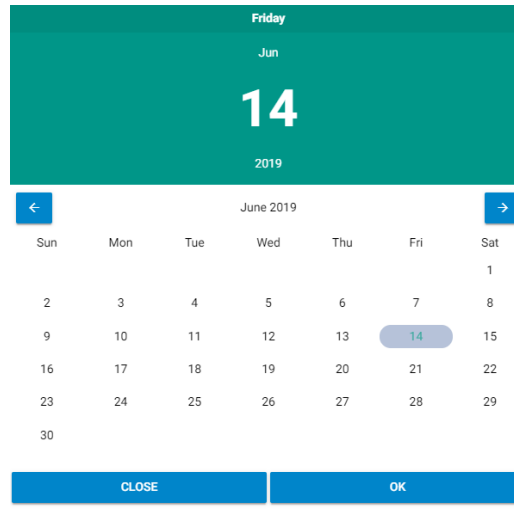 Friday
Jun
14
2019
← June 2019 →
Sun Mon Tue Wed Thu Fri Sat
1
2 3 4 5 6 7 8
9 10 11 12 13 14 15
16 17 18 19 20 21 22
23 24 25 26 27 28 29
30
CLOSE OK